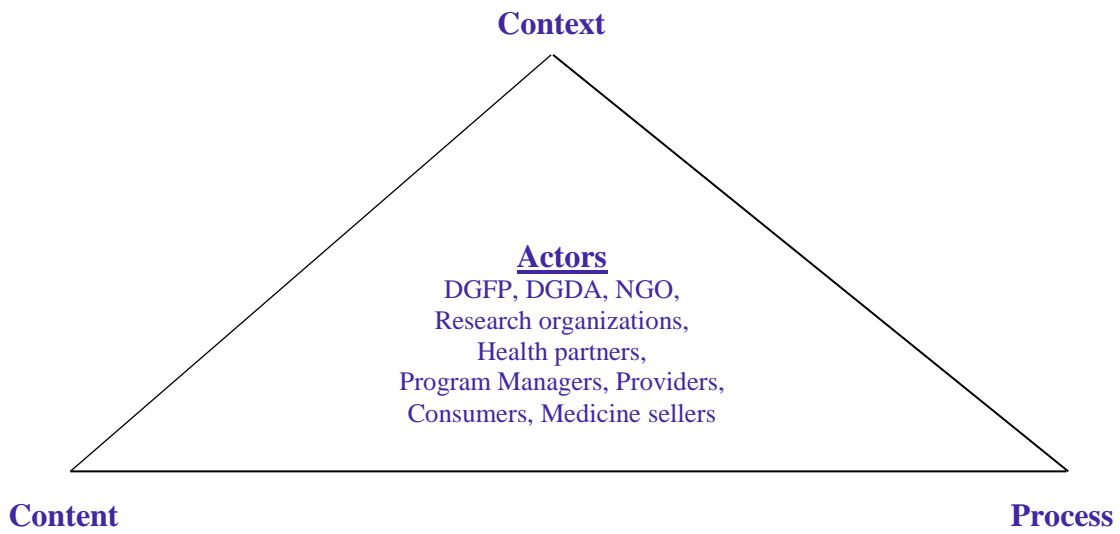 Context
Actors
DGFP, DGDA, NGO,
Research organizations,
Health partners,
Program Managers, Providers,
Consumers, Medicine sellers
Content
Process